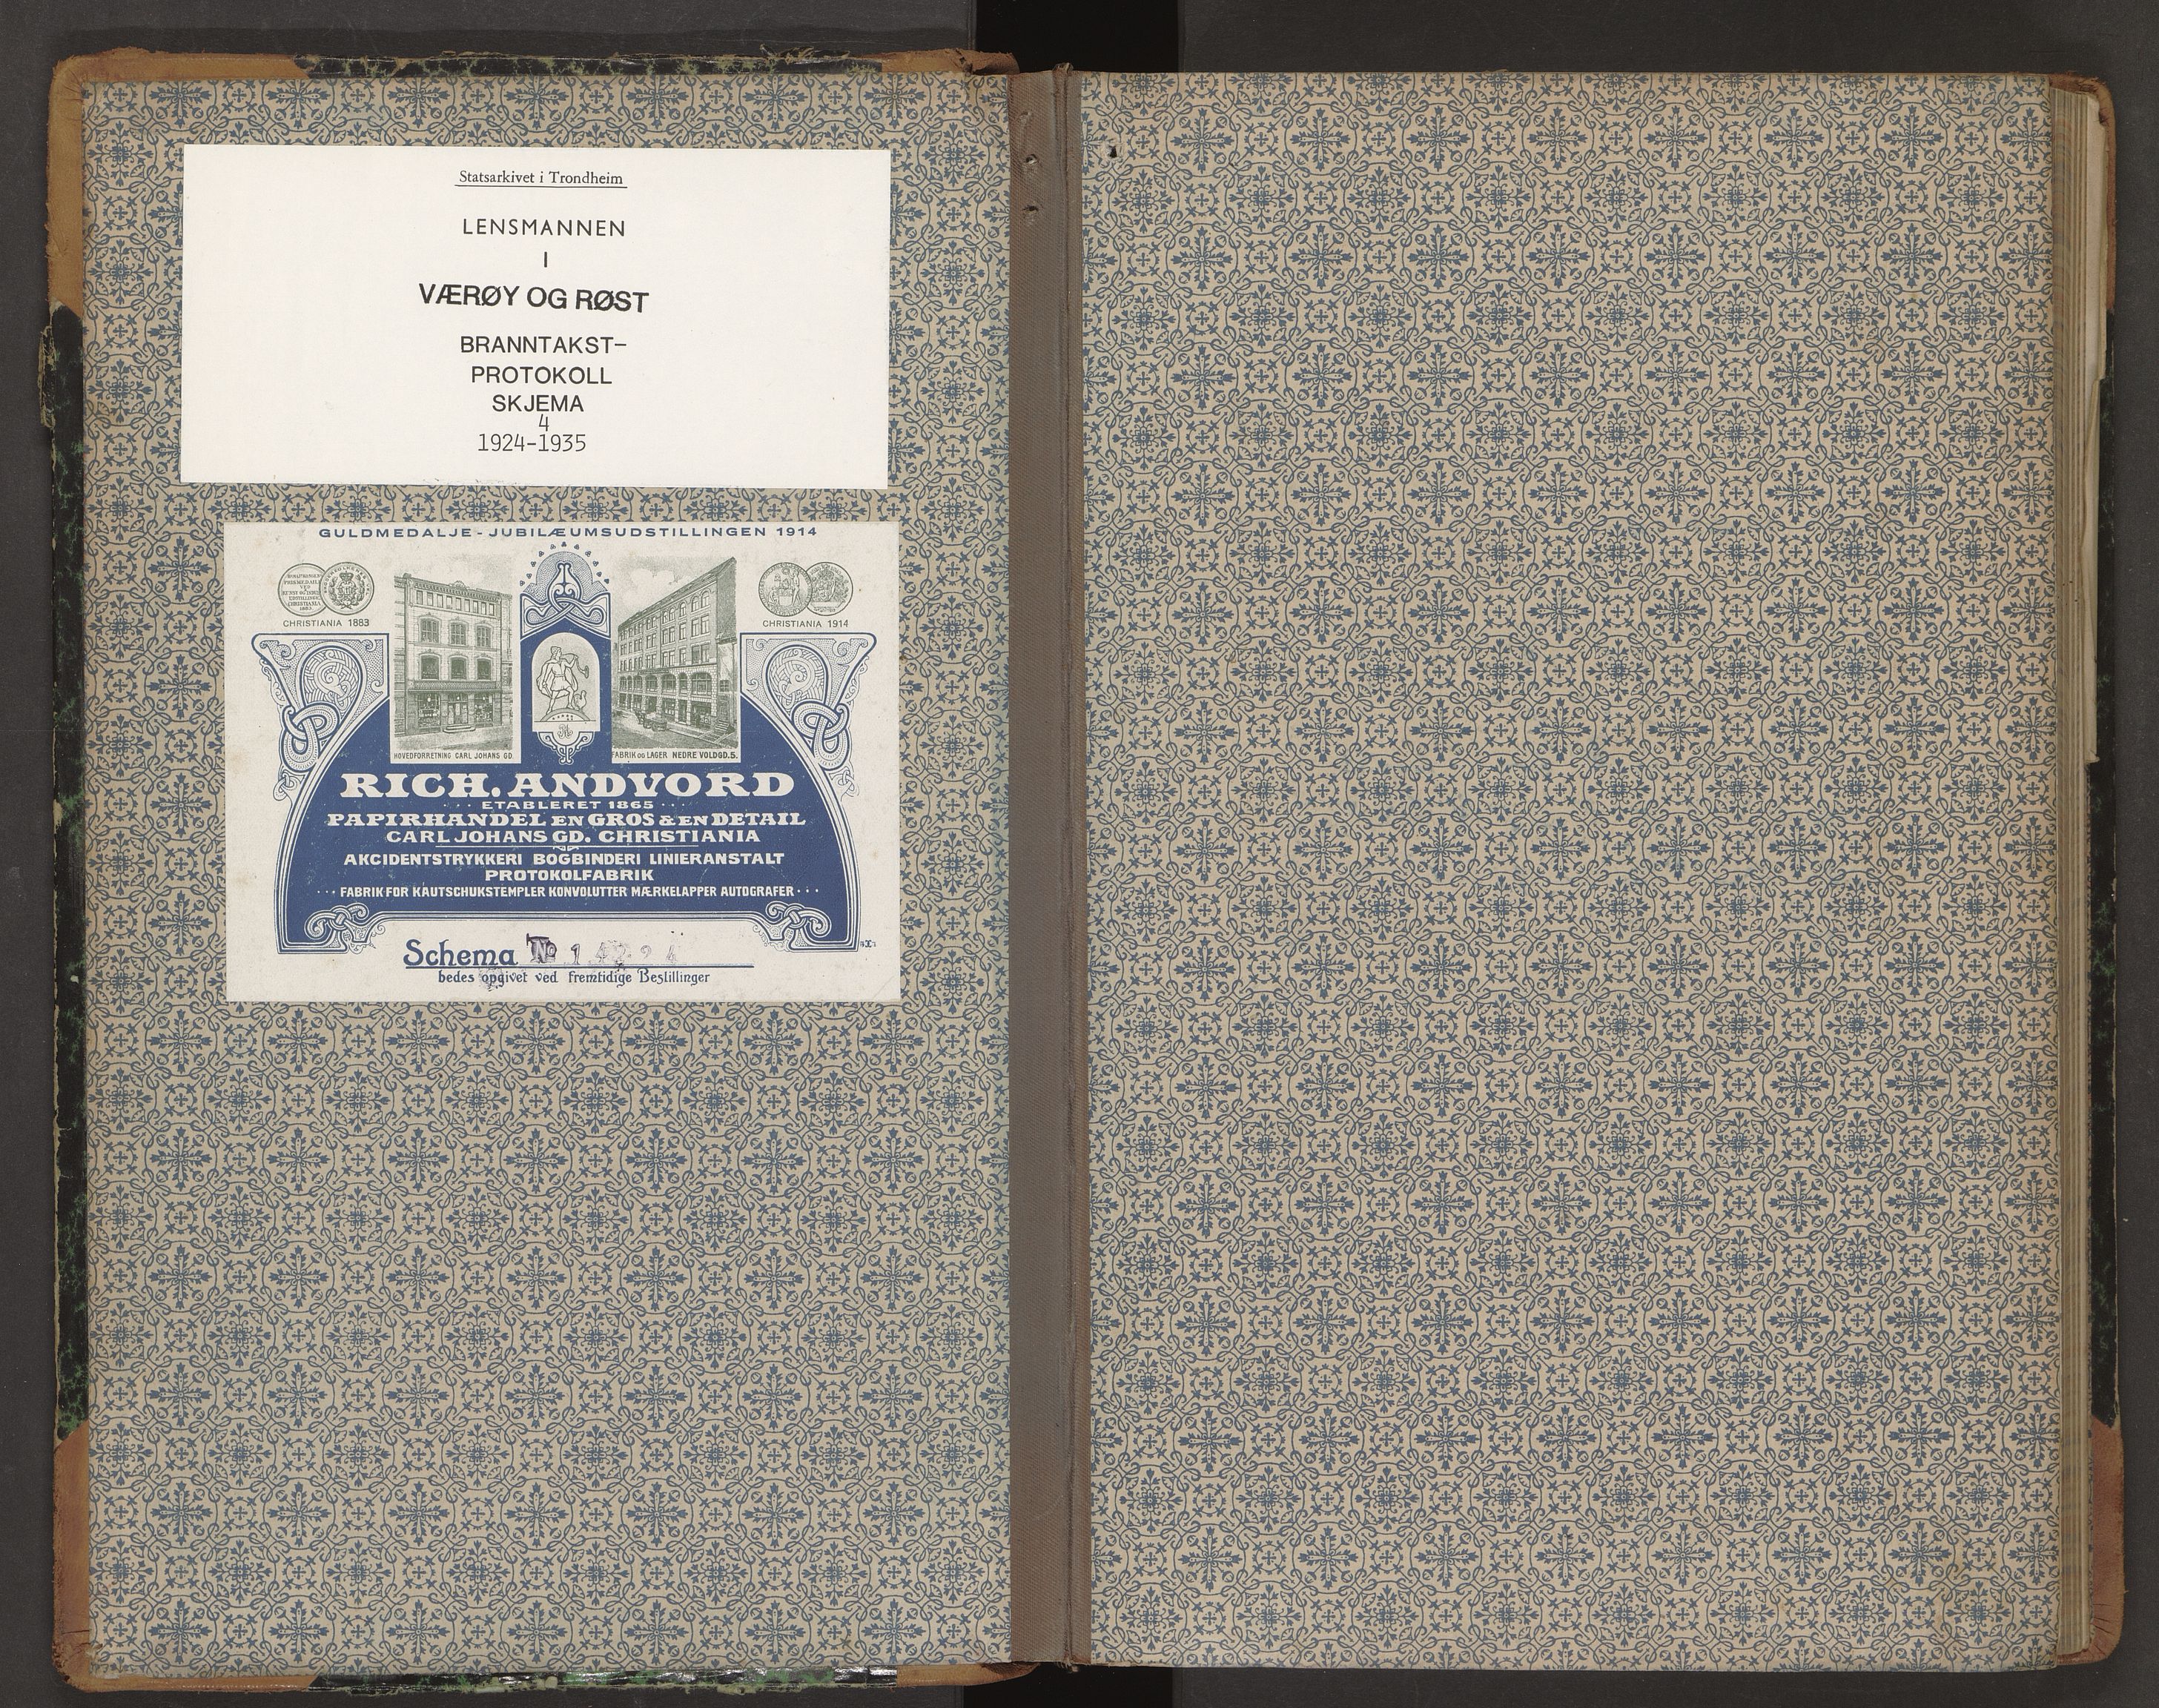 Statsarkivet i Trondheim
LENSMANNEN
I
VÆRØY OG RØST
BRANNTAKST-
PROTOKOLL
SKJEMA
4
1924-1935
GULDMEDALJE-JUBILÆUMSUDSTILLINGEN 1914
CHRISTIANIA 1883
CHRISTIANIA 1914
HOVEDFORRETNING CARL JOHANS GD.
FABRIK OG LAGER NEDRE VOLDGD. 5.
RICH. ANDVORD
ETABLERET 1865
PAPIRHANDEL EN GROS & EN DETAIL
CARL JOHANS GD. CHRISTIANIA
AKCIDENTSTRYKKERI BOGBINDERI LINIERANSTALT
PROTOKOLFABRIK
FABRIK FOR KAUTSCHUKSTEMPLER KONVOLUTTER MÆRKELAPPER AUTOGRAFER
Schema No
bedes opgivet ved fremtidige Bestillinger